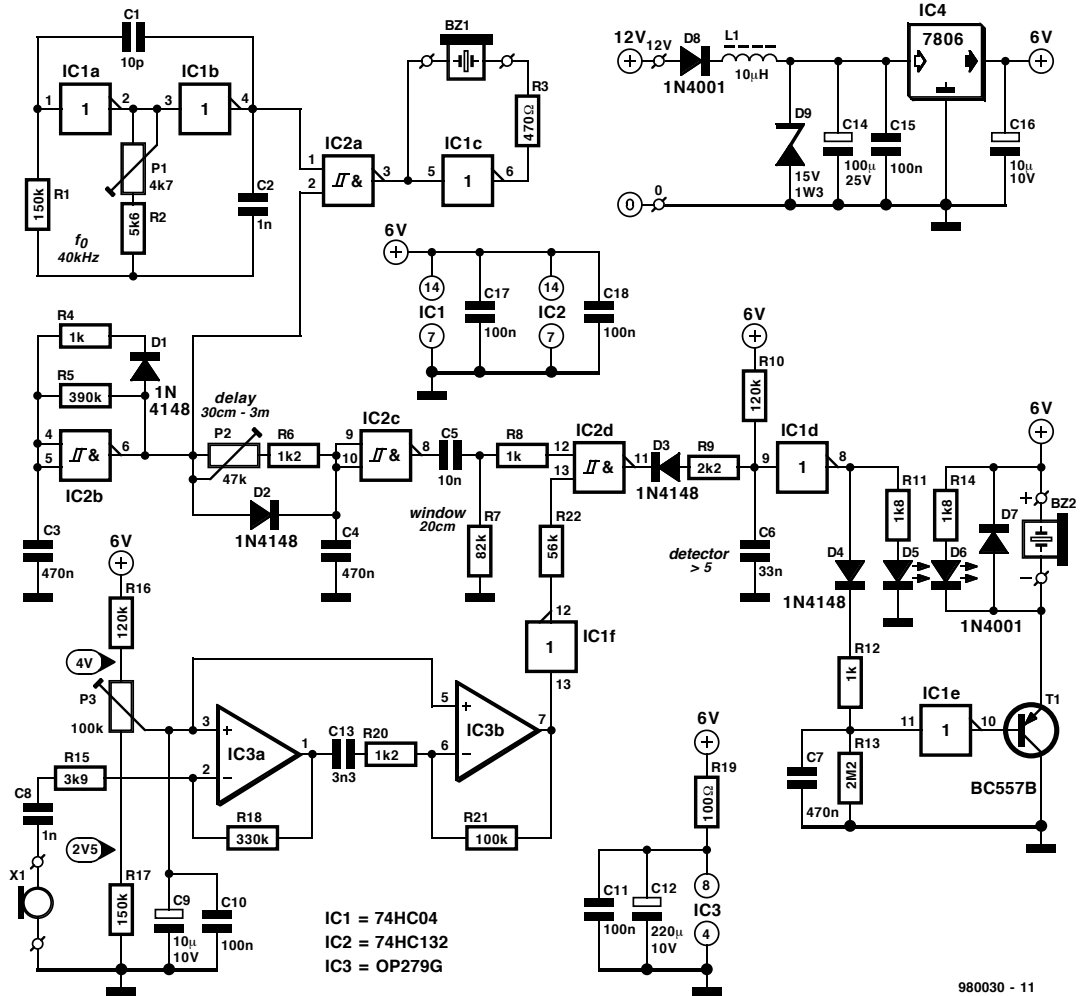 C1
10p
IC1a
IC1b
1
1
2
3
1
4
P1
4k7
R1
150k
R2
5k6
C2
1n
f0
40kHz
BZ1
R3
470Ω
IC2a
1
2
&
3
IC1c
5
1
6
12V
12V
D8
1N4001
L1
10µH
IC4
7806
6V
D9
15V
1W3
C14
100µ
25V
C15
100n
C16
10µ
10V
0
0
6V
14
IC1
7
C17
100n
14
IC2
7
C18
100n
R4
1k
D1
1N
4148
R5
390k
4
5
&
6
IC2b
C3
470n
delay
30cm - 3m
P2
47k
R6
1k2
D2
1N4148
IC2c
9
10
&
8
C4
470n
C5
10n
window
20cm
R7
82k
R8
1k
IC2d
12
13
&
11
R22
56k
12
1
IC1f
13
D3
1N4148
R9
2k2
6V
R10
120k
C6
33n
detector
> 5
IC1d
9
1
8
D4
1N4148
R11
1k8
D5
R14
1k8
D6
D7
1N4001
6V
+
BZ2
–
R12
1k
R13
2M2
C7
470n
IC1e
11
1
10
T1
BC557B
6V
R16
120k
4V
P3
100k
R15
3k9
C8
1n
X1
2V5
R17
150k
C9
10µ
10V
C10
100n
3
+
2
–
IC3a
1
R18
330k
C13
3n3
R20
1k2
5
+
6
–
IC3b
7
R21
100k
6V
R19
100Ω
C11
100n
C12
220µ
10V
8
IC3
4
IC1 = 74HC04
IC2 = 74HC132
IC3 = OP279G
980030 - 11